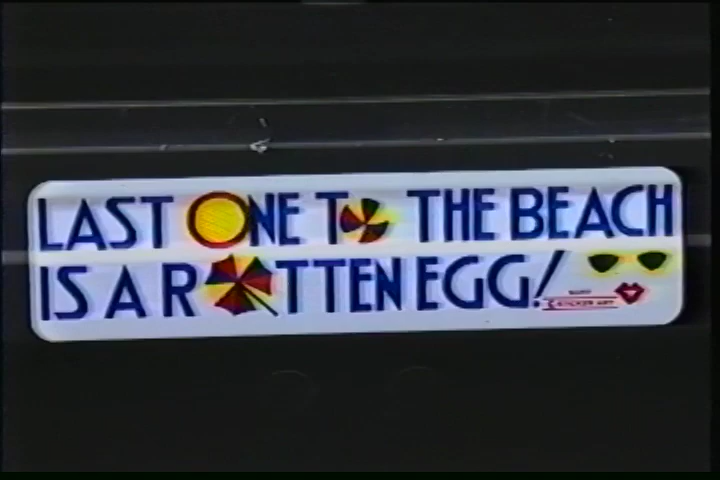 LAST ONE TO THE BEACH
IS A ROTTEN EGG!